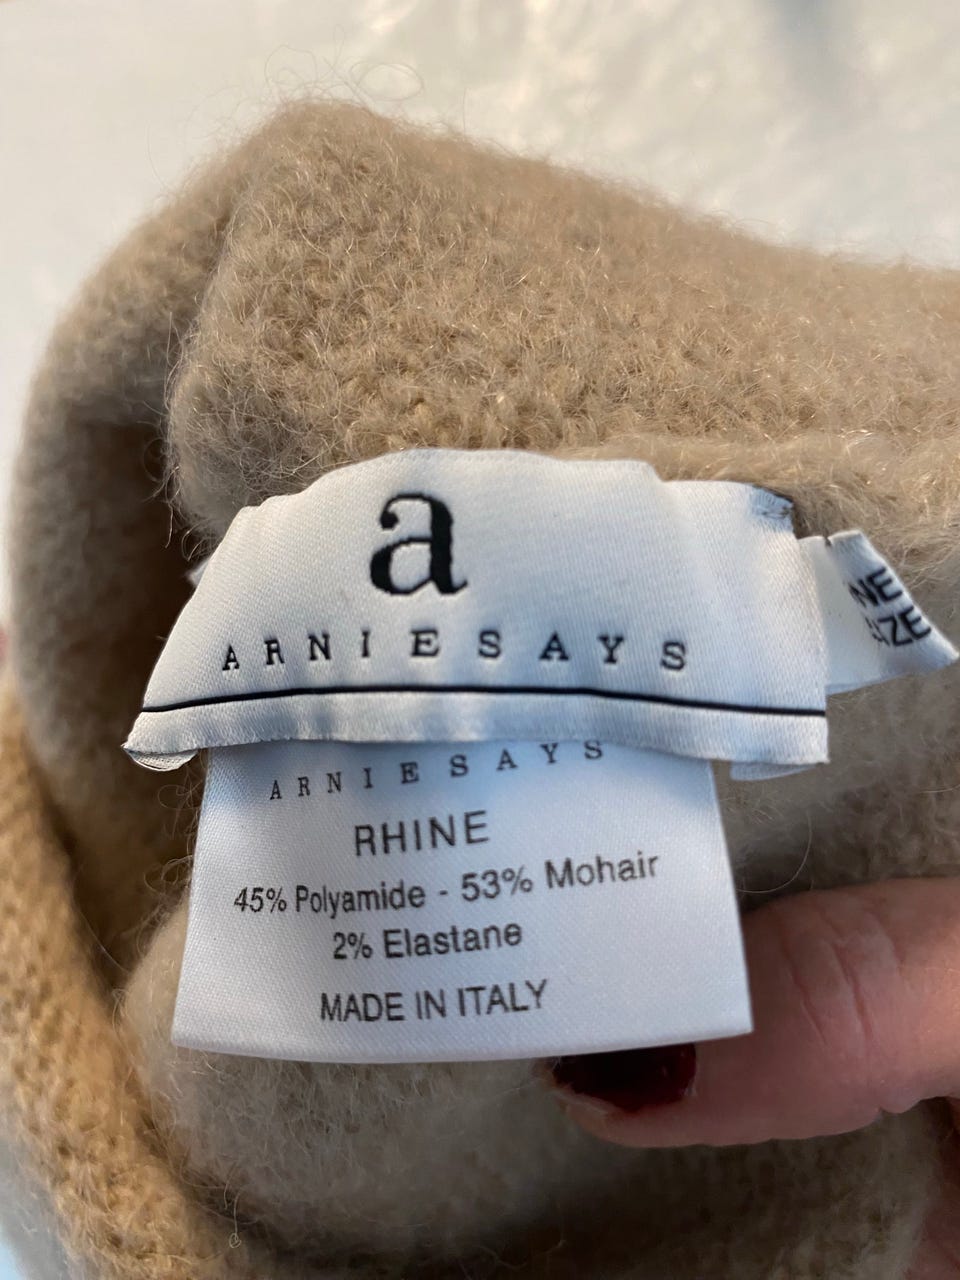 a
ARNIESAYS
ARNIESAYS
RHINE
45% Polyamide - 53% Mohair
2% Elastane
MADE IN ITALY